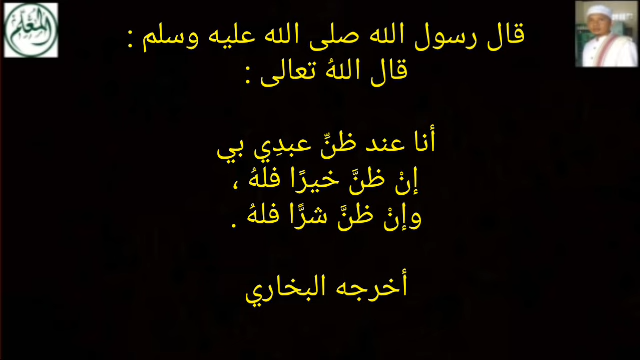 المعلم
قال رسول الله صلى الله عليه وسلم :
قال اللهُ تعالى :
أنا عند ظنِّ عبدِي بي
إنْ ظنَّ خيرًا فلهُ ،
وإنْ ظنَّ شرًّا فلهُ .
أخرجه البخاري